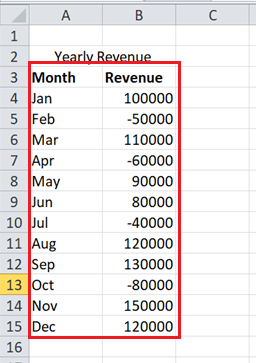 A B C
1
2 Yearly Revenue
3 Month Revenue
4 Jan 100000
5 Feb -50000
6 Mar 110000
7 Apr -60000
8 May 90000
9 Jun 80000
10 Jul -40000
11 Aug 120000
12 Sep 130000
13 Oct -80000
14 Nov 150000
15 Dec 120000
16